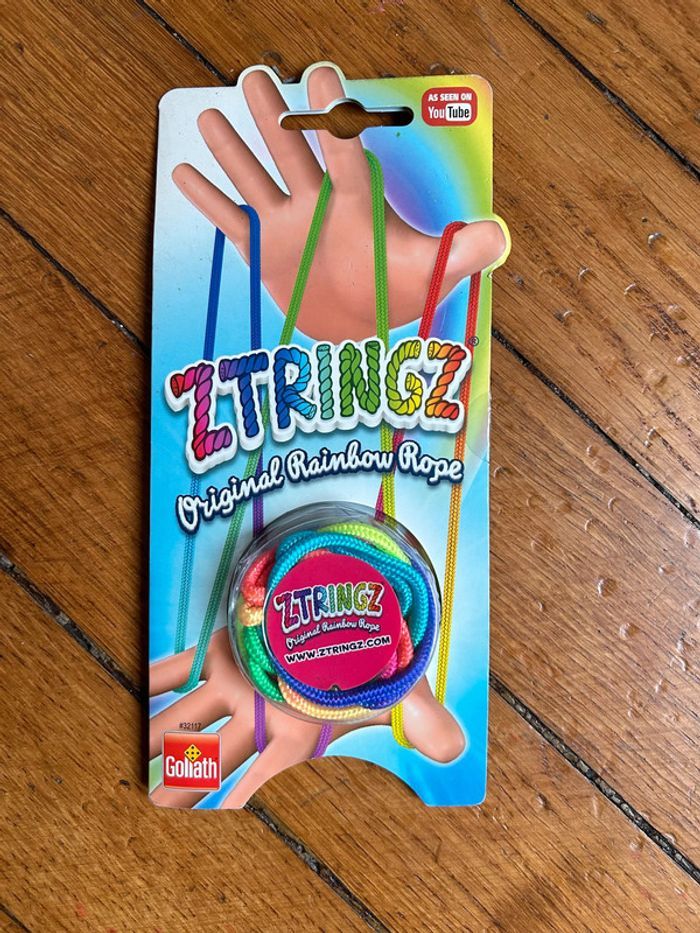 AS SEEN ON
YouTube
ZTRINGZ®
Original Rainbow Rope
ZTRINGZ
Original Rainbow Rope
WWW.ZTRINGZ.COM
#32117
Goliath